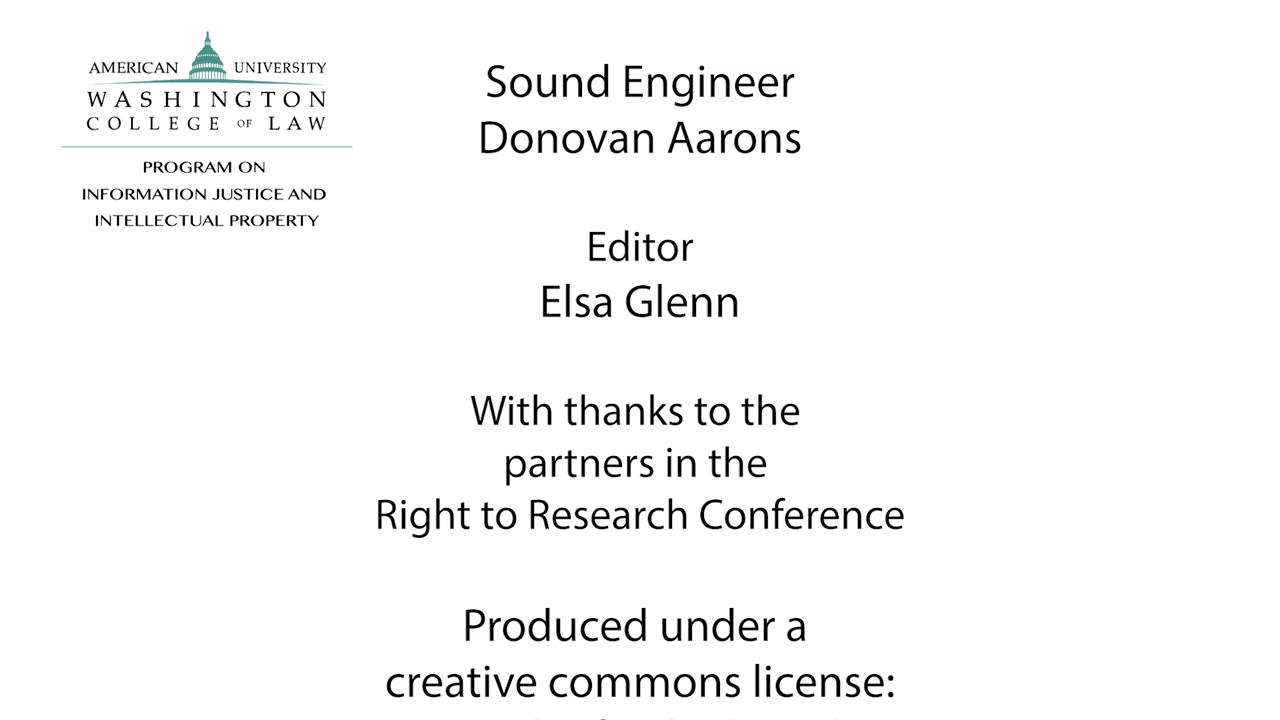 AMERICAN UNIVERSITY
WASHINGTON
COLLEGE OF LAW
PROGRAM ON
INFORMATION JUSTICE AND
INTELLECTUAL PROPERTY
Sound Engineer
Donovan Aarons
Editor
Elsa Glenn
With thanks to the
partners in the
Right to Research Conference
Produced under a
creative commons license: